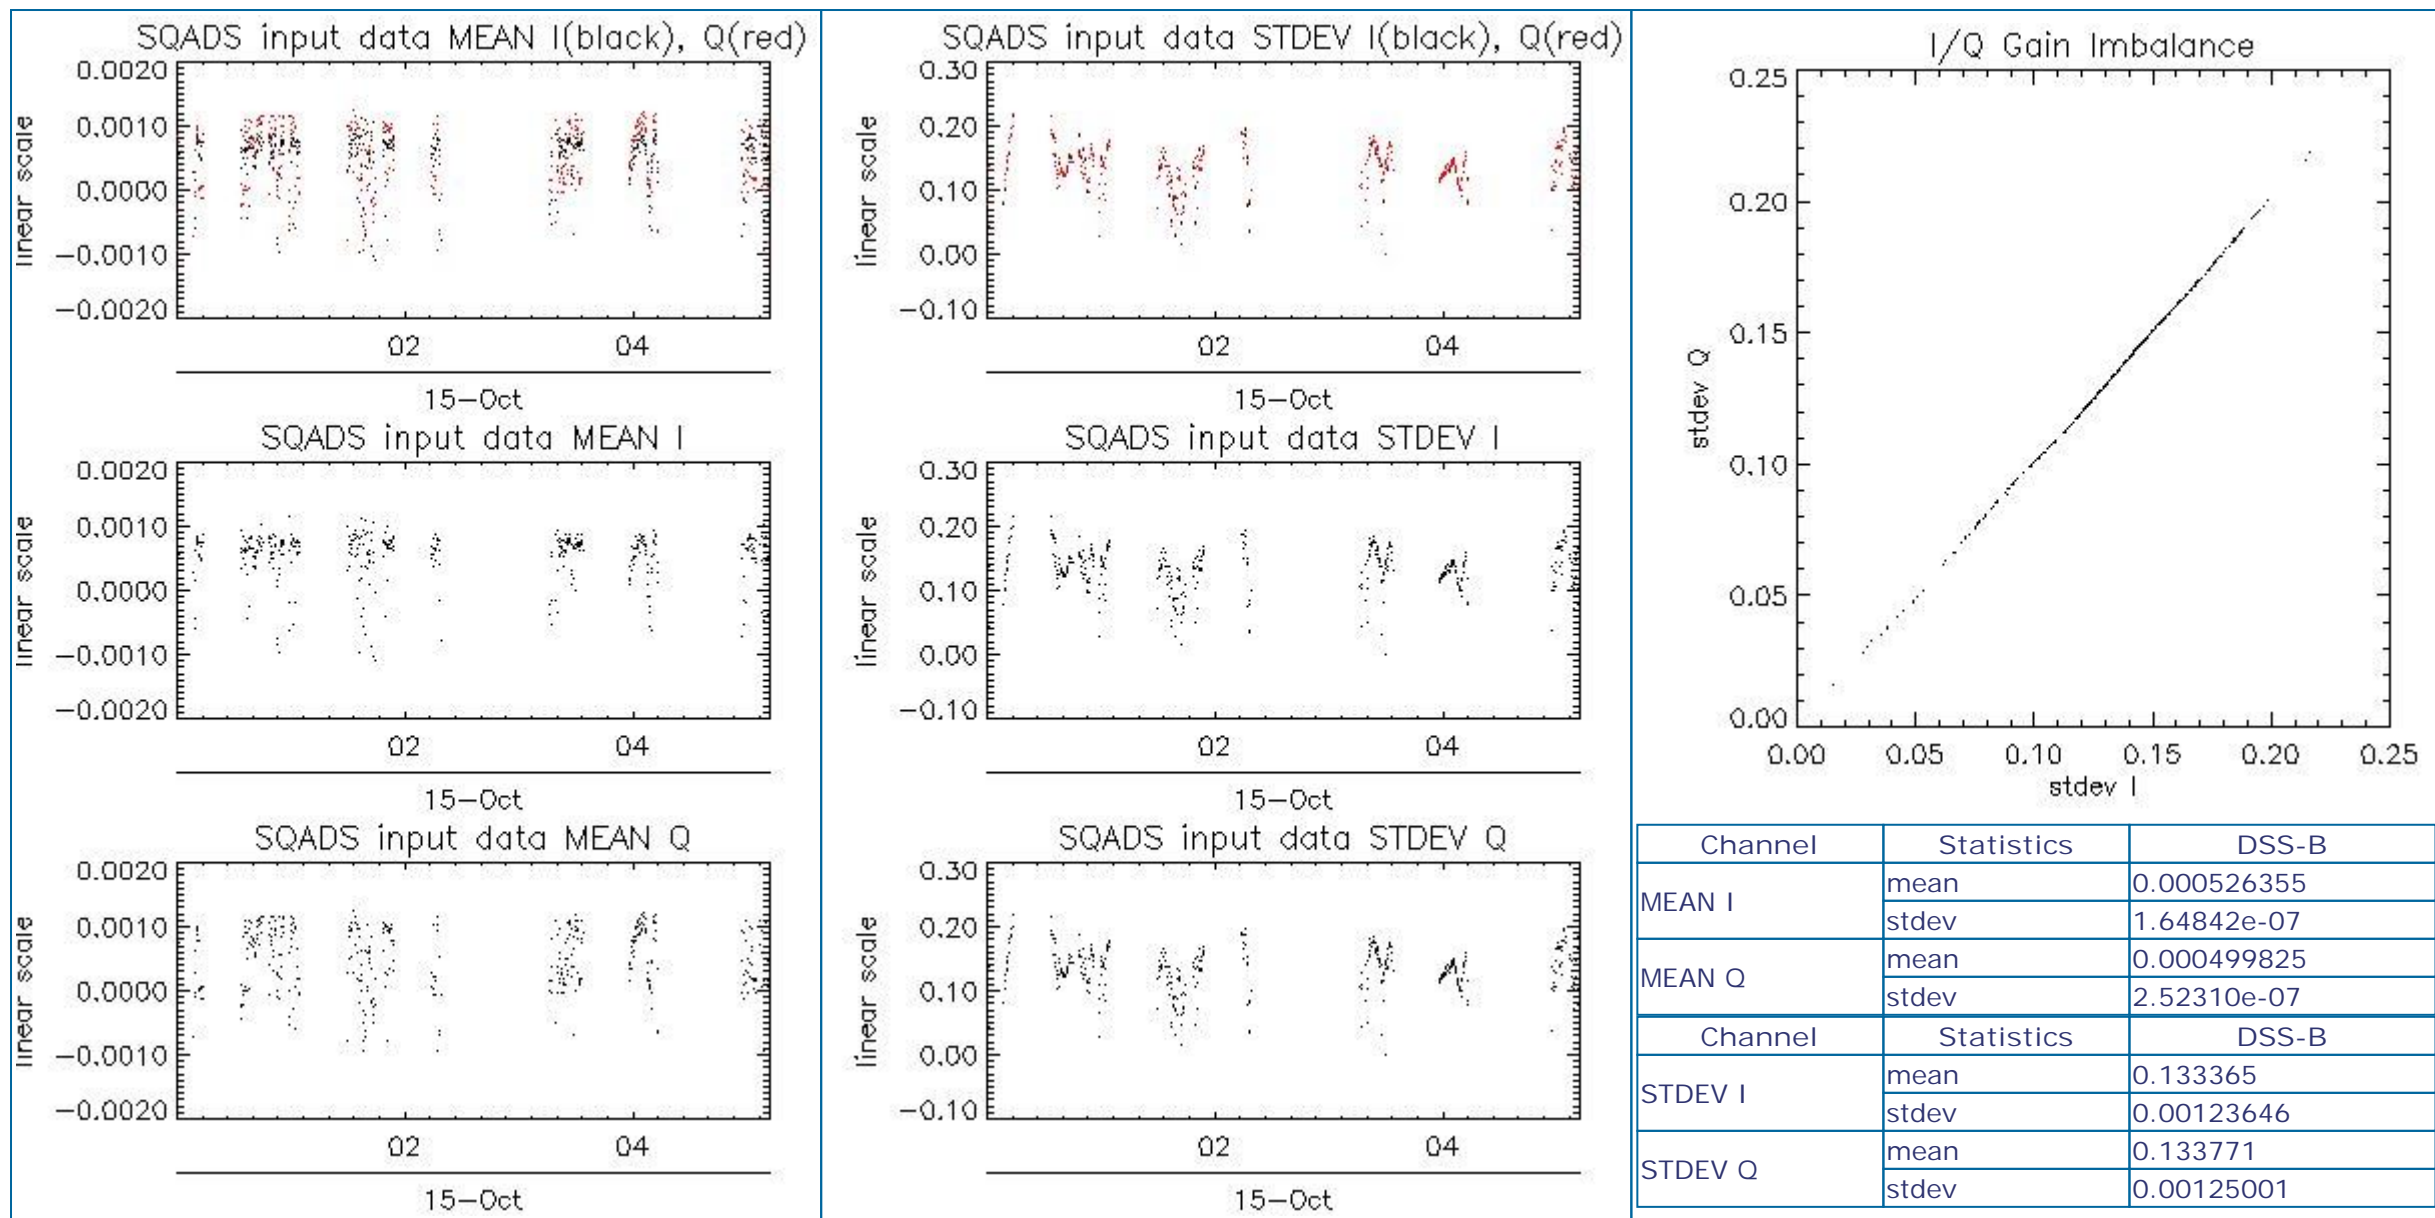 SQADS input data MEAN I(black), Q(red)
0.0020
0.0010
0.0000
-0.0010
-0.0020
linear scale
02 04
15-Oct
SQADS input data MEAN I
0.0020
0.0010
0.0000
-0.0010
-0.0020
linear scale
02 04
15-Oct
SQADS input data MEAN Q
0.0020
0.0010
0.0000
-0.0010
-0.0020
linear scale
02 04
15-Oct
SQADS input data STDEV I(black), Q(red)
0.30
0.20
0.10
0.00
-0.10
linear scale
02 04
15-Oct
SQADS input data STDEV I
0.30
0.20
0.10
0.00
-0.10
linear scale
02 04
15-Oct
SQADS input data STDEV Q
0.30
0.20
0.10
0.00
-0.10
linear scale
02 04
15-Oct
I/Q Gain Imbalance
0.25
0.20
0.15
0.10
0.05
0.00
stdev Q
0.00 0.05 0.10 0.15 0.20 0.25
stdev I
Channel Statistics DSS-B
MEAN I mean 0.000526355
stdev 1.64842e-07
MEAN Q mean 0.000499825
stdev 2.52310e-07
Channel Statistics DSS-B
STDEV I mean 0.133365
stdev 0.00123646
STDEV Q mean 0.133771
stdev 0.00125001